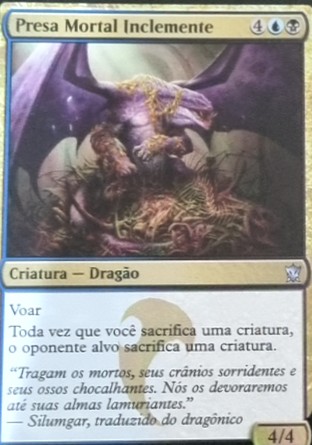 Presa Mortal Inclemente 4
Criatura — Dragão
Voar
Toda vez que você sacrifica uma criatura,
o oponente alvo sacrifica uma criatura.
“Tragam os mortos, seus crânios sorridentes e
seus ossos chocalhantes. Nós os devoraremos
até suas almas lamuriantes.”
— Silumgar, traduzido do dragônico
4/4